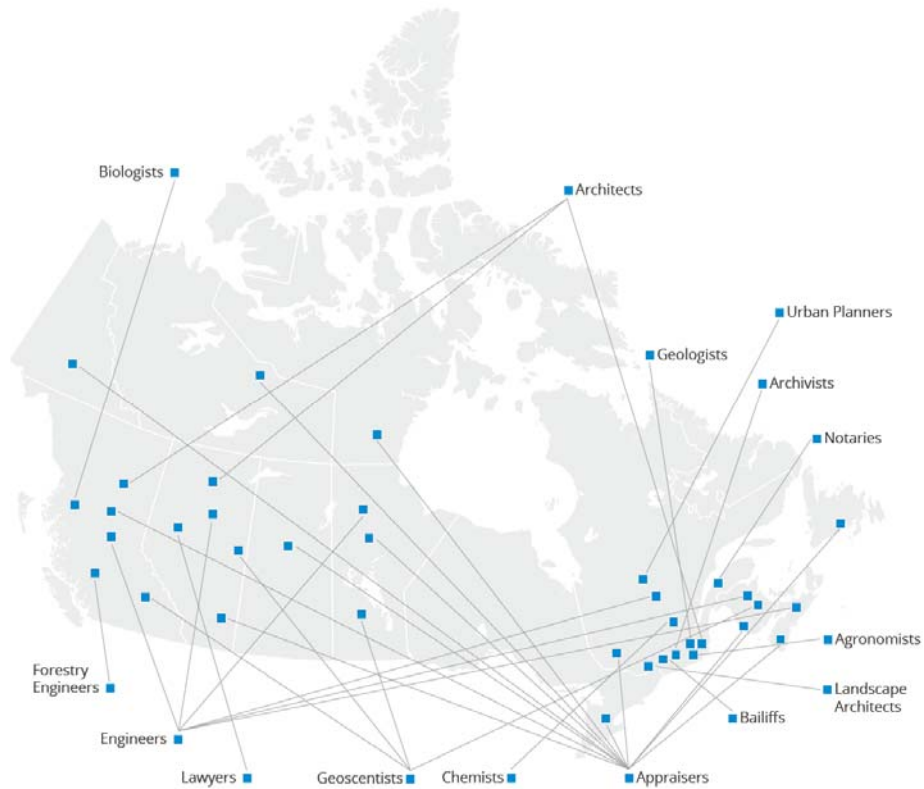 Biologists
Architects
Urban Planners
Geologists
Archivists
Notaries
Agronomists
Forestry
Engineers
Landscape
Architects
Bailiffs
Engineers
Lawyers
Geoscentists
Chemists
Appraisers